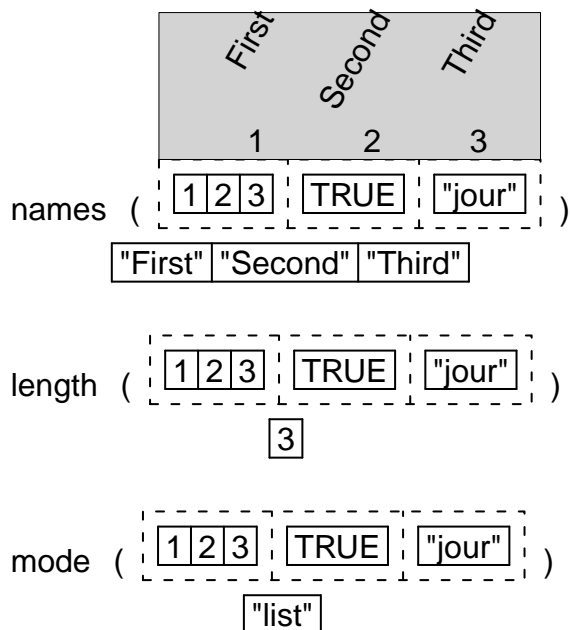 First Second Third
1 2 3
names ( 1 2 3 TRUE "jour" )
"First" "Second" "Third"
length ( 1 2 3 TRUE "jour" )
3
mode ( 1 2 3 TRUE "jour" )
"list"